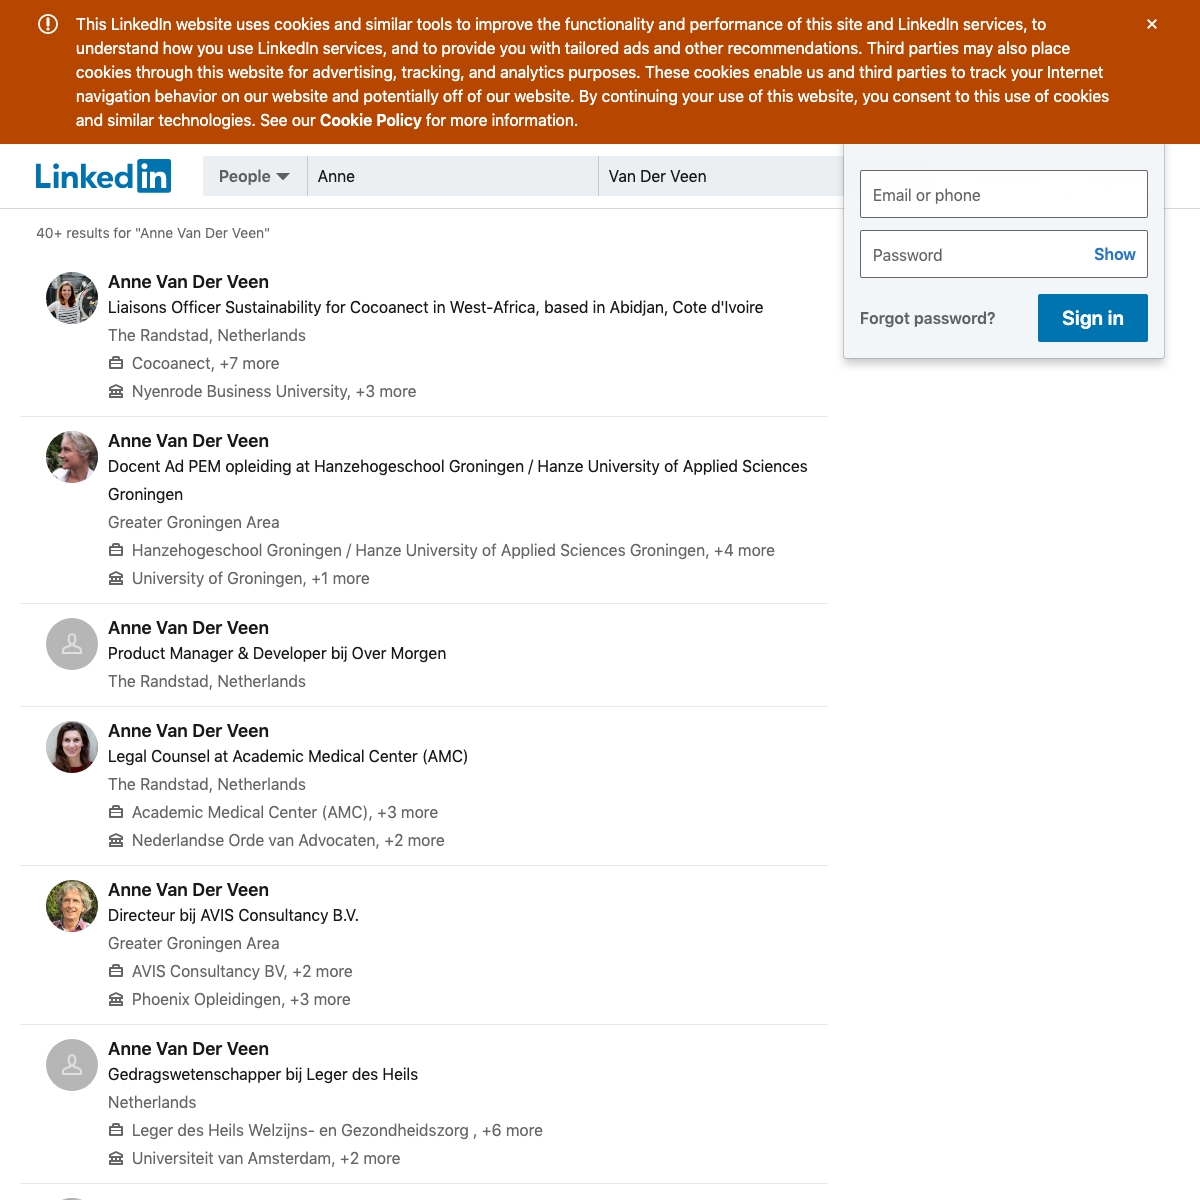 This LinkedIn website uses cookies and similar tools to improve the functionality and performance of this site and LinkedIn services, to
understand how you use LinkedIn services, and to provide you with tailored ads and other recommendations. Third parties may also place
cookies through this website for advertising, tracking, and analytics purposes. These cookies enable us and third parties to track your Internet
navigation behavior on our website and potentially off of our website. By continuing your use of this website, you consent to this use of cookies
and similar technologies. See our Cookie Policy for more information.
LinkedIn
People
Anne
Van Der Veen
Email or phone
Password
Show
Forgot password?
Sign in
40+ results for "Anne Van Der Veen"
Anne Van Der Veen
Liaisons Officer Sustainability for Cocoanect in West-Africa, based in Abidjan, Cote d'Ivoire
The Randstad, Netherlands
Cocoanect, +7 more
Nyenrode Business University, +3 more
Anne Van Der Veen
Docent Ad PEM opleiding at Hanzehogeschool Groningen / Hanze University of Applied Sciences
Groningen
Greater Groningen Area
Hanzehogeschool Groningen / Hanze University of Applied Sciences Groningen, +4 more
University of Groningen, +1 more
Anne Van Der Veen
Product Manager & Developer bij Over Morgen
The Randstad, Netherlands
Anne Van Der Veen
Legal Counsel at Academic Medical Center (AMC)
The Randstad, Netherlands
Academic Medical Center (AMC), +3 more
Nederlandse Orde van Advocaten, +2 more
Anne Van Der Veen
Directeur bij AVIS Consultancy B.V.
Greater Groningen Area
AVIS Consultancy BV, +2 more
Phoenix Opleidingen, +3 more
Anne Van Der Veen
Gedragswetenschapper bij Leger des Heils
Netherlands
Leger des Heils Welzijns- en Gezondheidszorg , +6 more
Universiteit van Amsterdam, +2 more